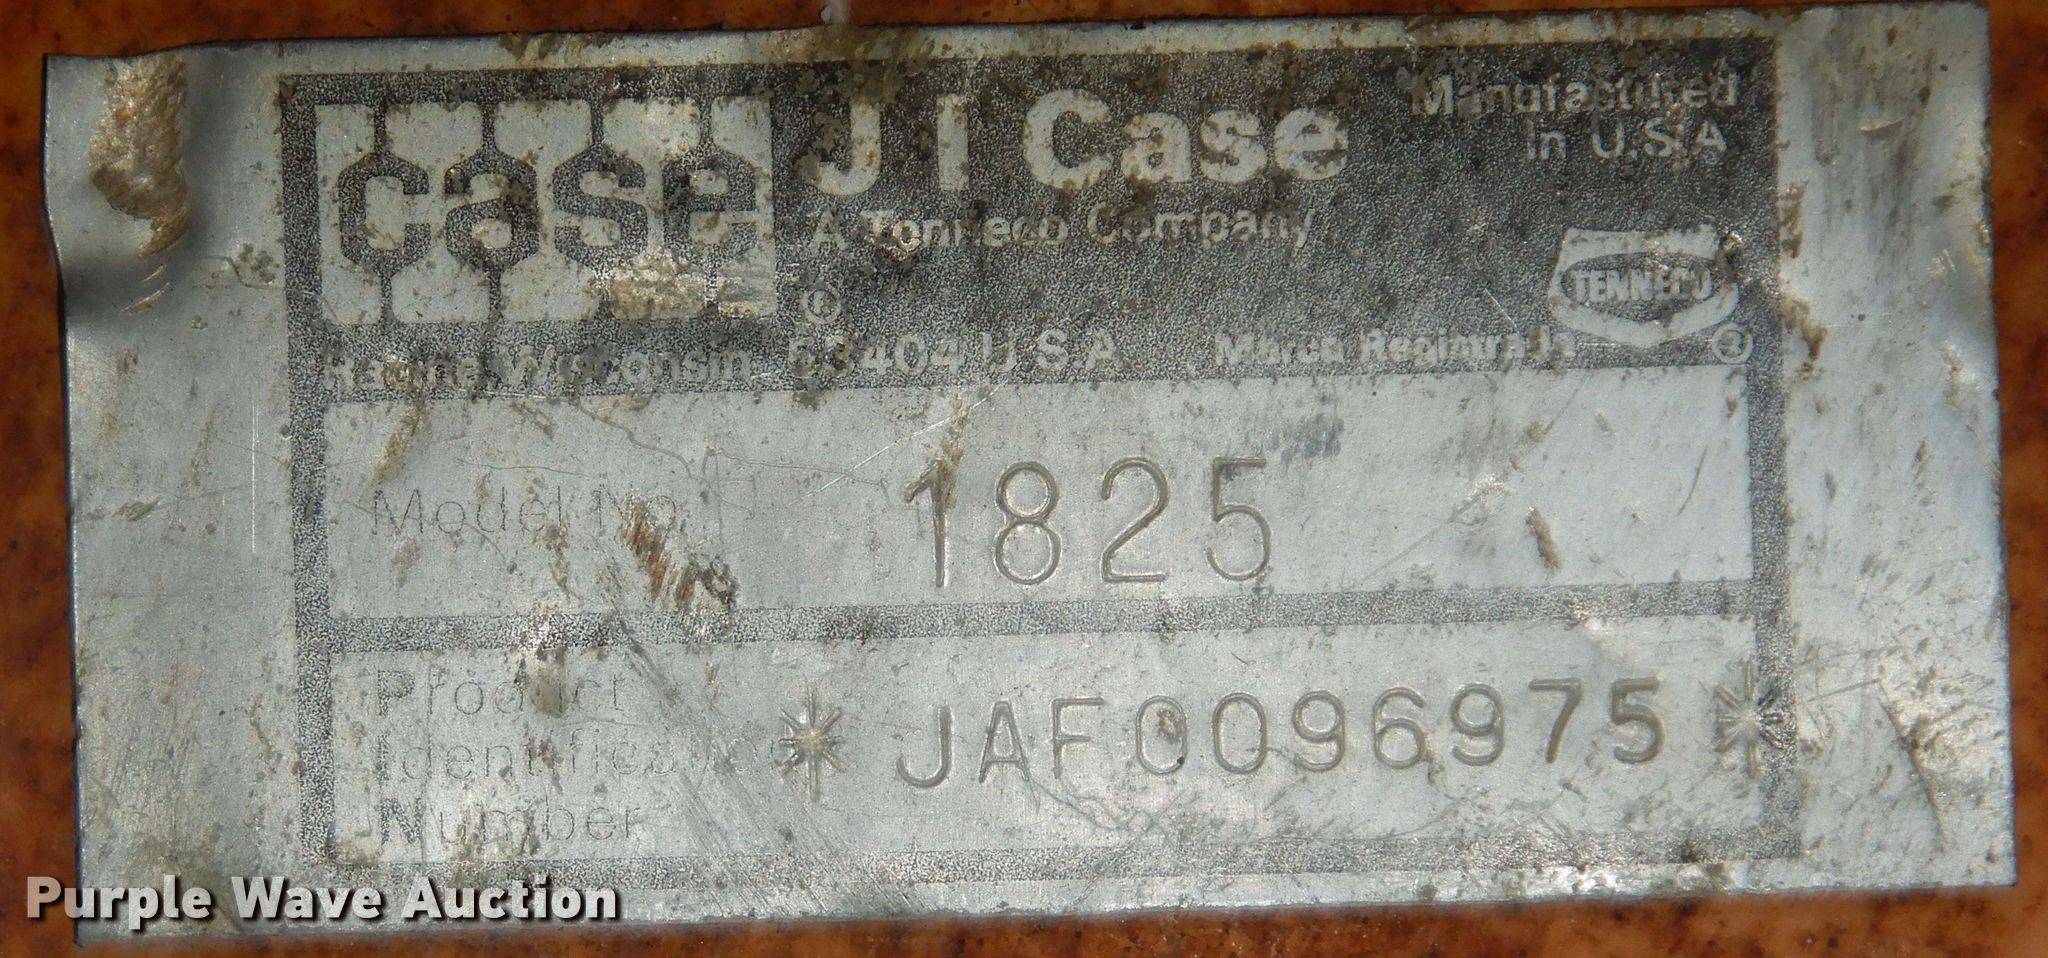 case
J I Case
Manufactured
in U.S.A
A Tenneco Company
TENNECO
®
Racine Wisconsin 53404 U.S.A
Marca Registrada
®
Model No.
1825
Product
Identification
Number
*JAF0096975*
Purple Wave Auction